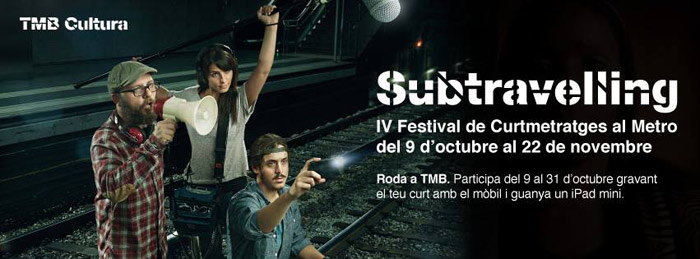 TMB Cultura
Subtravelling
IV Festival de Curtmetratges al Metro
del 9 d'octubre al 22 de novembre
Roda a TMB. Participa del 9 al 31 d'octubre gravant
el teu curt amb el mòbil i guanya un iPad mini.